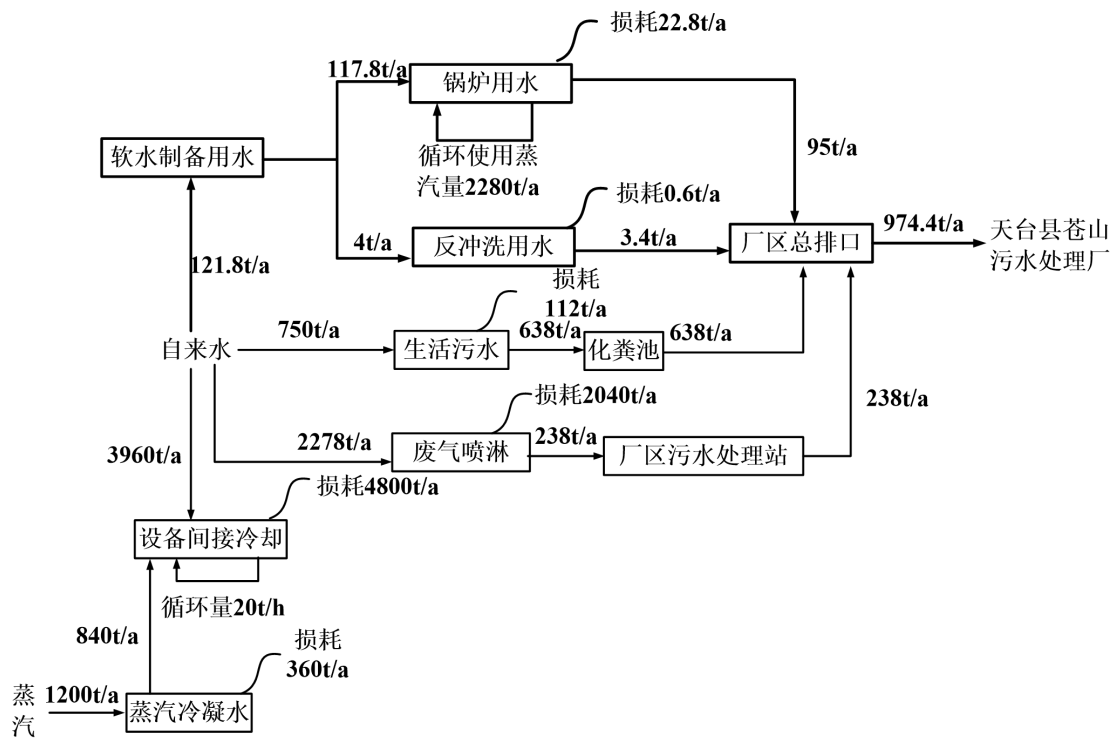 损耗22.8t/a
117.8t/a
锅炉用水
软水制备用水
循环使用蒸
汽量2280t/a
95t/a
损耗0.6t/a
4t/a
反冲洗用水
3.4t/a
厂区总排口
974.4t/a
天台县苍山
污水处理厂
121.8t/a
损耗
112t/a
自来水
750t/a
生活污水
638t/a
化粪池
638t/a
损耗2040t/a
238t/a
3960t/a
2278t/a
废气喷淋
238t/a
厂区污水处理站
损耗4800t/a
设备间接冷却
循环量20t/h
840t/a
损耗
360t/a
蒸
汽
1200t/a
蒸汽冷凝水